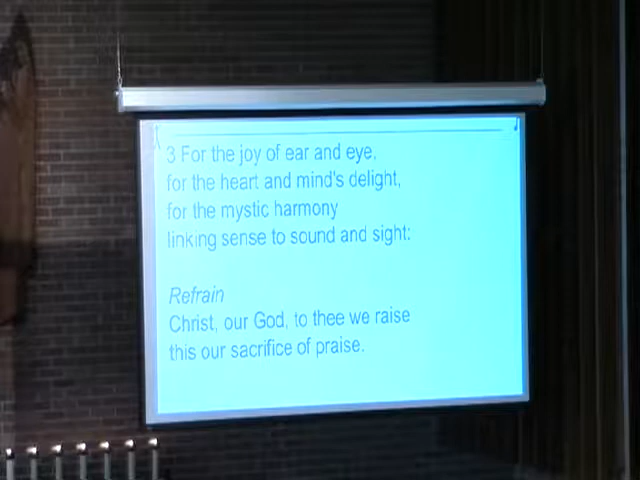 3 For the joy of ear and eye,
for the heart and mind's delight,
for the mystic harmony
linking sense to sound and sight:
Refrain
Christ, our God, to thee we raise
this our sacrifice of praise.